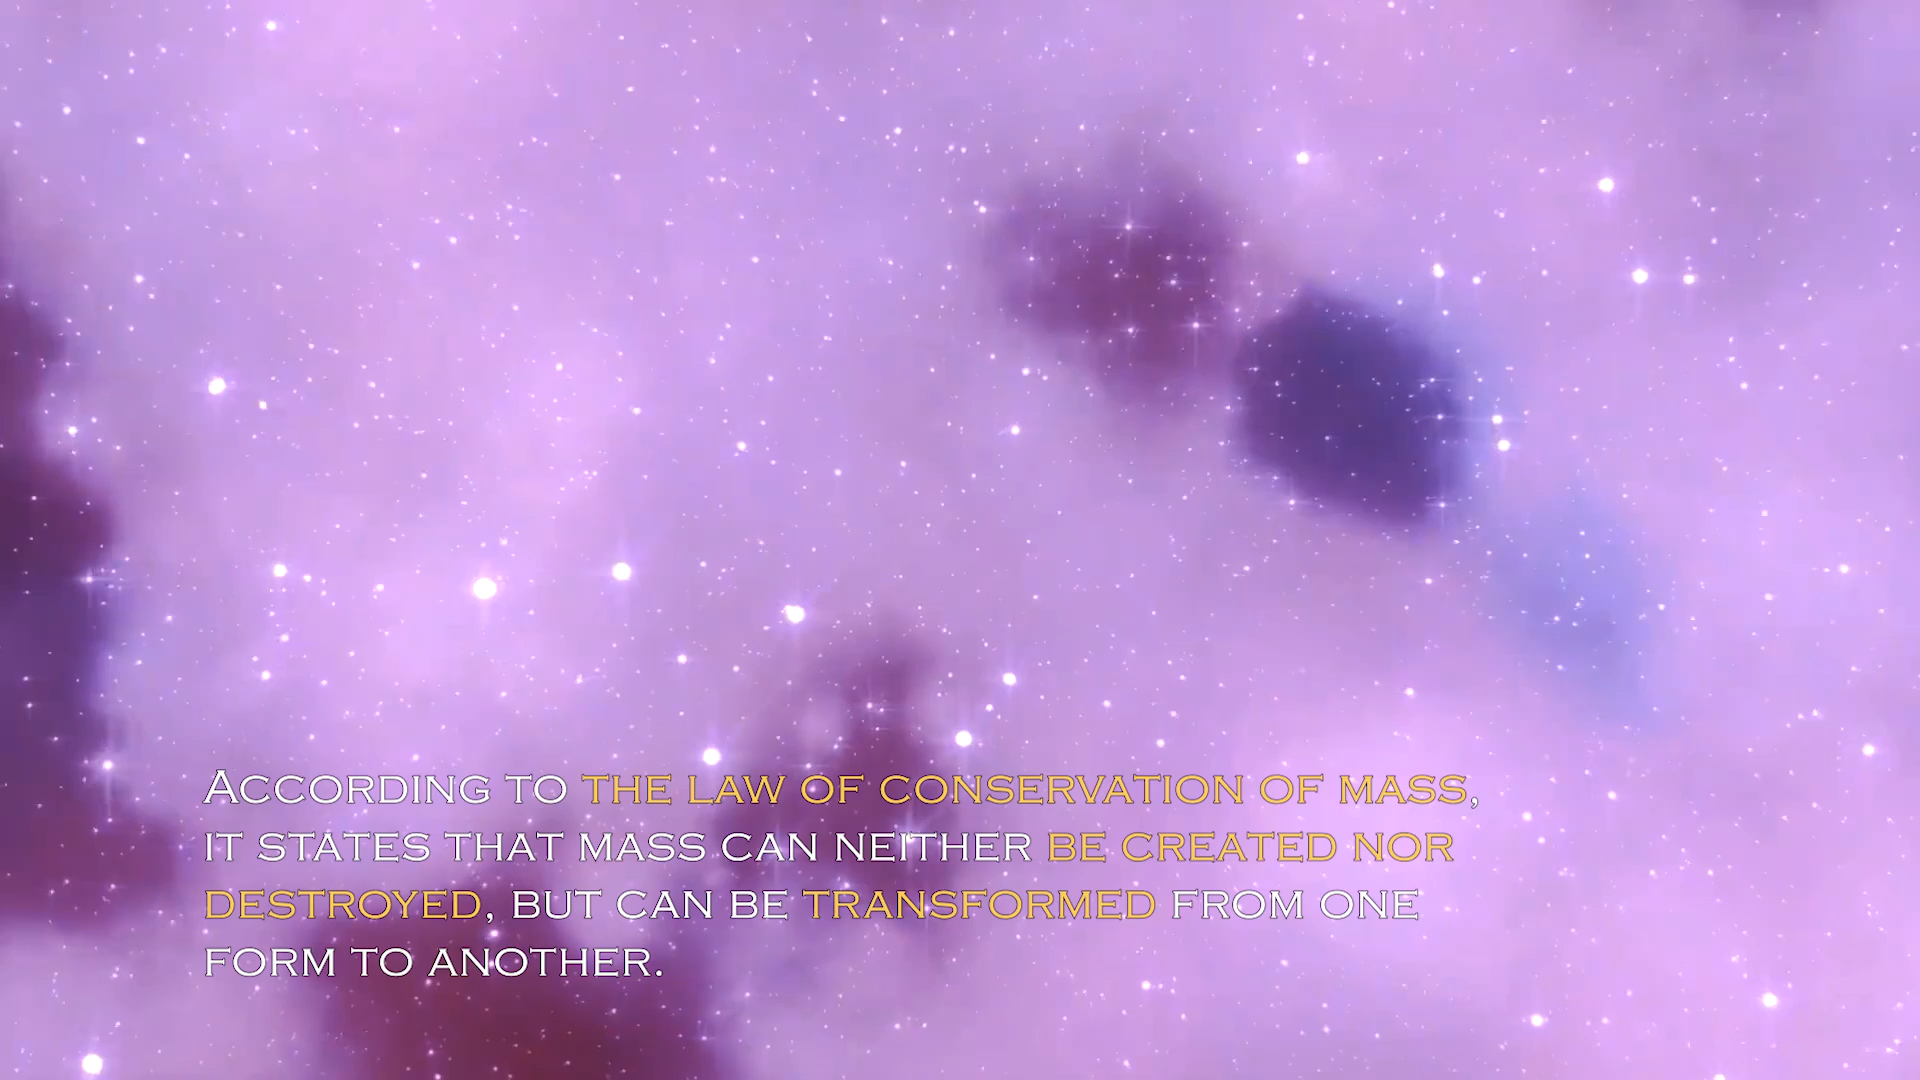 According to the law of conservation of mass,
it states that mass can neither be created nor
destroyed, but can be transformed from one
form to another.